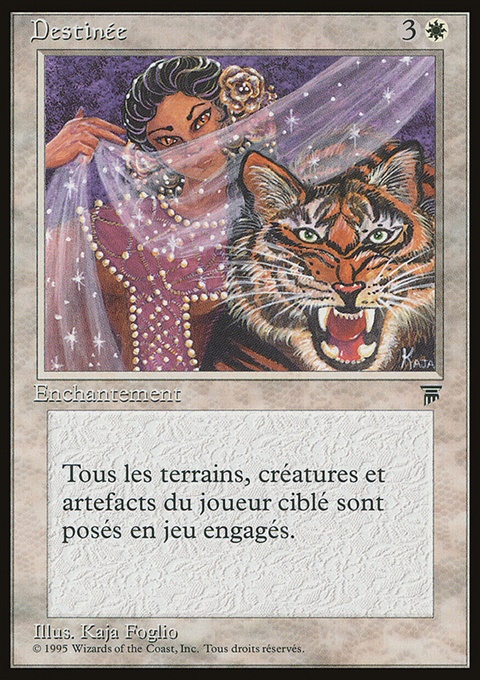 Destinée 3
KAJA
Enchantement
Tous les terrains, créatures et
artefacts du joueur ciblé sont
posés en jeu engagés.
Illus. Kaja Foglio
© 1995 Wizards of the Coast, Inc. Tous droits réservés.